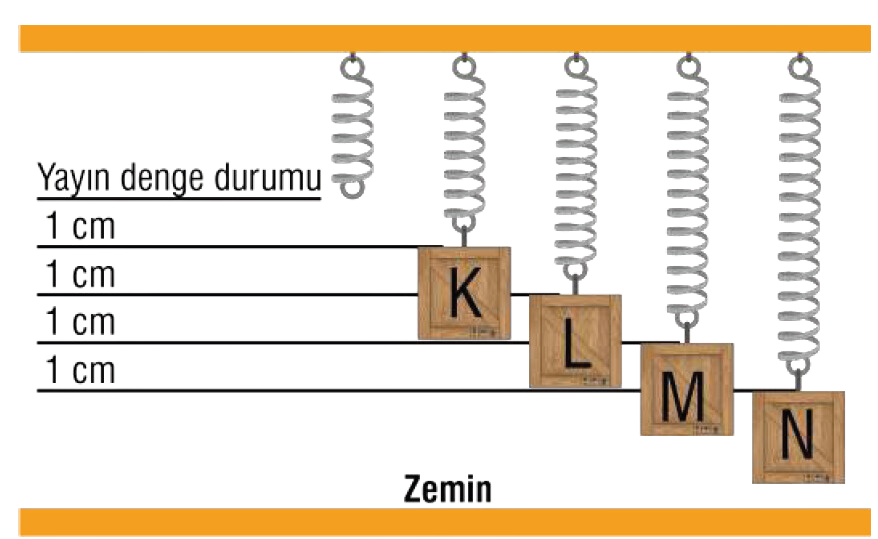 Yayın denge durumu
1 cm
1 cm
1 cm
1 cm
K
L
M
N
Zemin